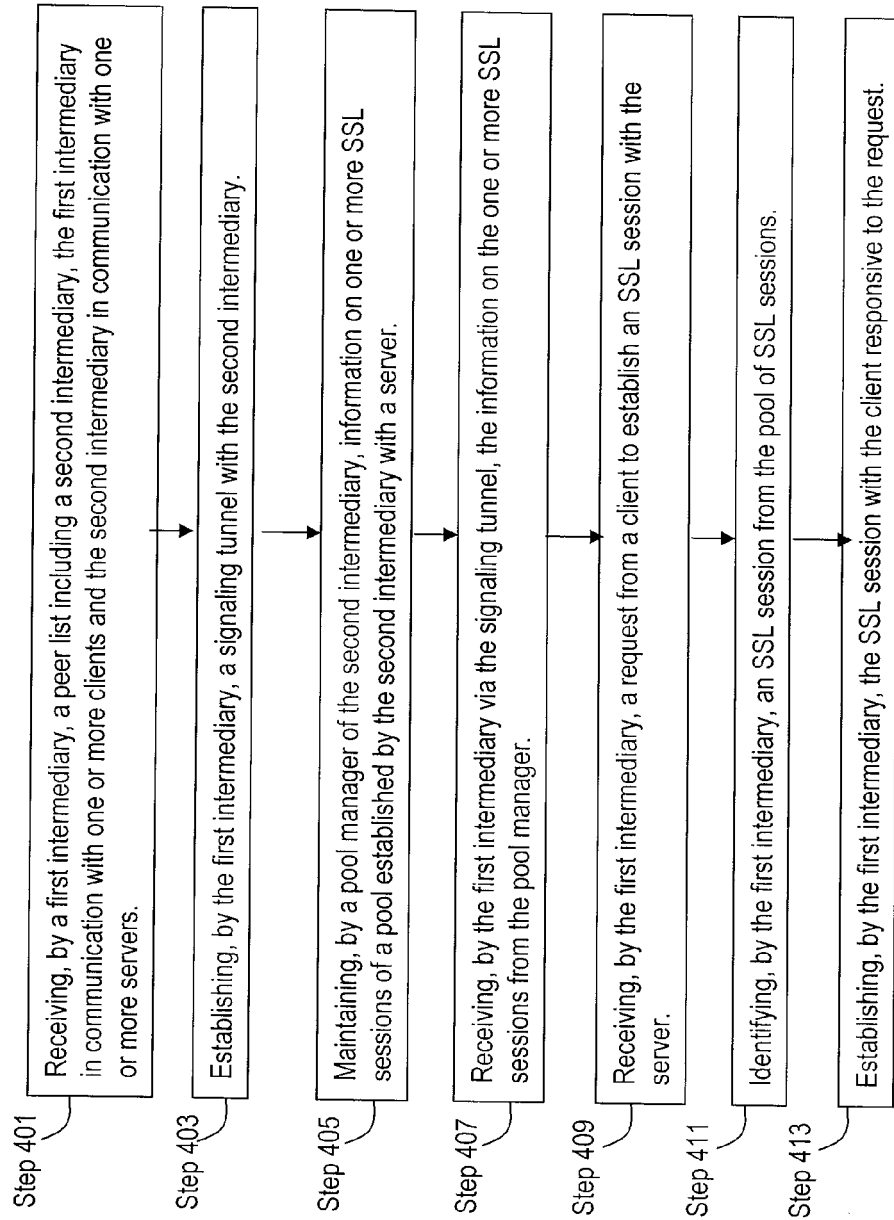 Step 401
Receiving, by a first intermediary, a peer list including a second intermediary, the first intermediary
in communication with one or more clients and the second intermediary in communication with one
or more servers.
Step 403
Establishing, by the first intermediary, a signaling tunnel with the second intermediary.
Step 405
Maintaining, by a pool manager of the second intermediary, information on one or more SSL
sessions of a pool established by the second intermediary with a server.
Step 407
Receiving, by the first intermediary via the signaling tunnel, the information on the one or more SSL
sessions from the pool manager.
Step 409
Receiving, by the first intermediary, a request from a client to establish an SSL session with the
server.
Step 411
Identifying, by the first intermediary, an SSL session from the pool of SSL sessions.
Step 413
Establishing, by the first intermediary, the SSL session with the client responsive to the request.